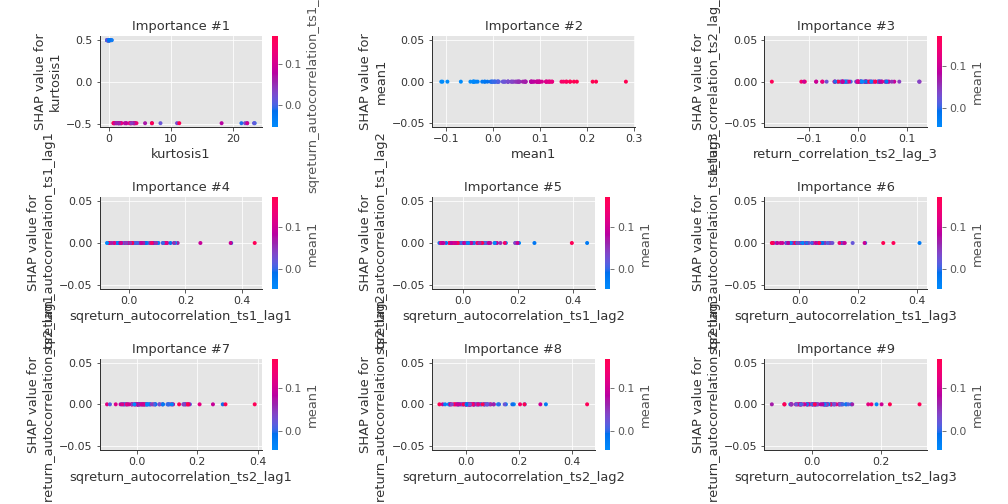 Importance #1
SHAP value for
kurtosis1
0.5
0.0
−0.5
0
10
20
kurtosis1
0.1
0.0
Importance #2
SHAP value for
mean1
0.05
0.00
−0.05
−0.1
0.0
0.1
0.2
0.3
mean1
Importance #3
SHAP value for
0.05
0.00
−0.05
−0.1
0.0
0.1
return_correlation_ts2_lag_3
0.1
0.0
mean1
Importance #4
SHAP value for
0.05
0.00
−0.05
0.0
0.2
0.4
sqreturn_autocorrelation_ts1_lag1
0.1
0.0
mean1
Importance #5
SHAP value for
0.05
0.00
−0.05
0.0
0.2
0.4
sqreturn_autocorrelation_ts1_lag2
0.1
0.0
mean1
Importance #6
SHAP value for
0.05
0.00
−0.05
0.0
0.2
0.4
sqreturn_autocorrelation_ts1_lag3
0.1
0.0
mean1
Importance #7
SHAP value for
0.05
0.00
−0.05
0.0
0.2
0.4
sqreturn_autocorrelation_ts2_lag1
0.1
0.0
mean1
Importance #8
SHAP value for
0.05
0.00
−0.05
0.0
0.2
0.4
sqreturn_autocorrelation_ts2_lag2
0.1
0.0
mean1
Importance #9
SHAP value for
0.05
0.00
−0.05
0.0
0.2
sqreturn_autocorrelation_ts2_lag3
0.1
0.0
mean1